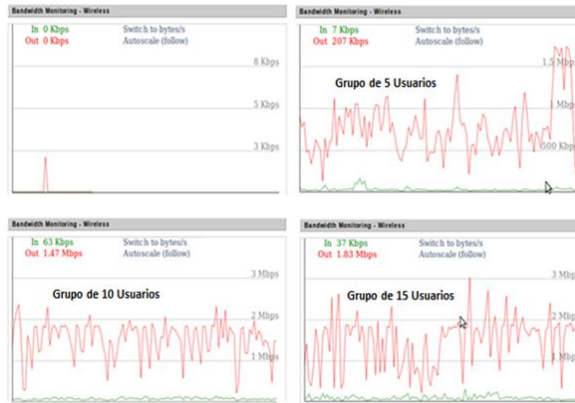 Bandwidth Monitoring - Wireless
In 0 Kbps Switch to bytes/s
Out 0 Kbps Autoscale (follow)
8 Kbps
5 Kbps
3 Kbps
Bandwidth Monitoring - Wireless
In 7 Kbps Switch to bytes/s
Out 207 Kbps Autoscale (follow)
1.5 Mbps
Grupo de 5 Usuarios
1 Mbps
500 Kbps
Bandwidth Monitoring - Wireless
In 63 Kbps Switch to bytes/s
Out 1.47 Mbps Autoscale (follow)
3 Mbps
Grupo de 10 Usuarios
2 Mbps
1 Mbps
Bandwidth Monitoring - Wireless
In 37 Kbps Switch to bytes/s
Out 1.83 Mbps Autoscale (follow)
3 Mbps
Grupo de 15 Usuarios
2 Mbps
1 Mbps